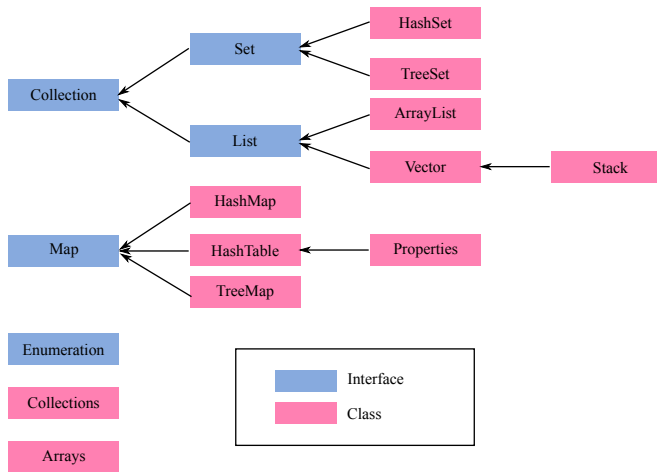 HashSet
Set
TreeSet
Collection
ArrayList
List
Vector
Stack
HashMap
Map
HashTable
Properties
TreeMap
Enumeration
Interface
Collections
Class
Arrays